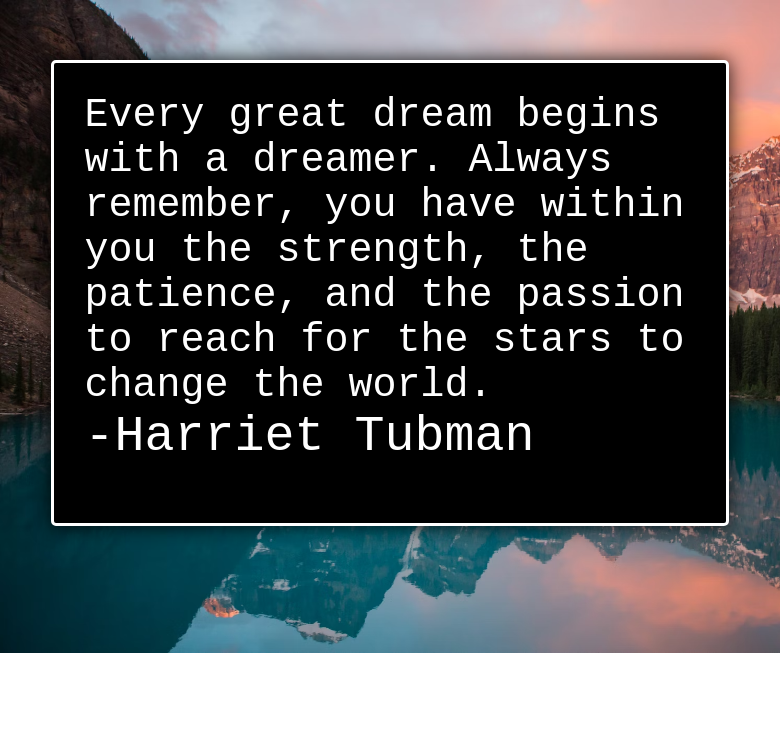 Every great dream begins
with a dreamer. Always
remember, you have within
you the strength, the
patience, and the passion
to reach for the stars to
change the world.
-Harriet Tubman